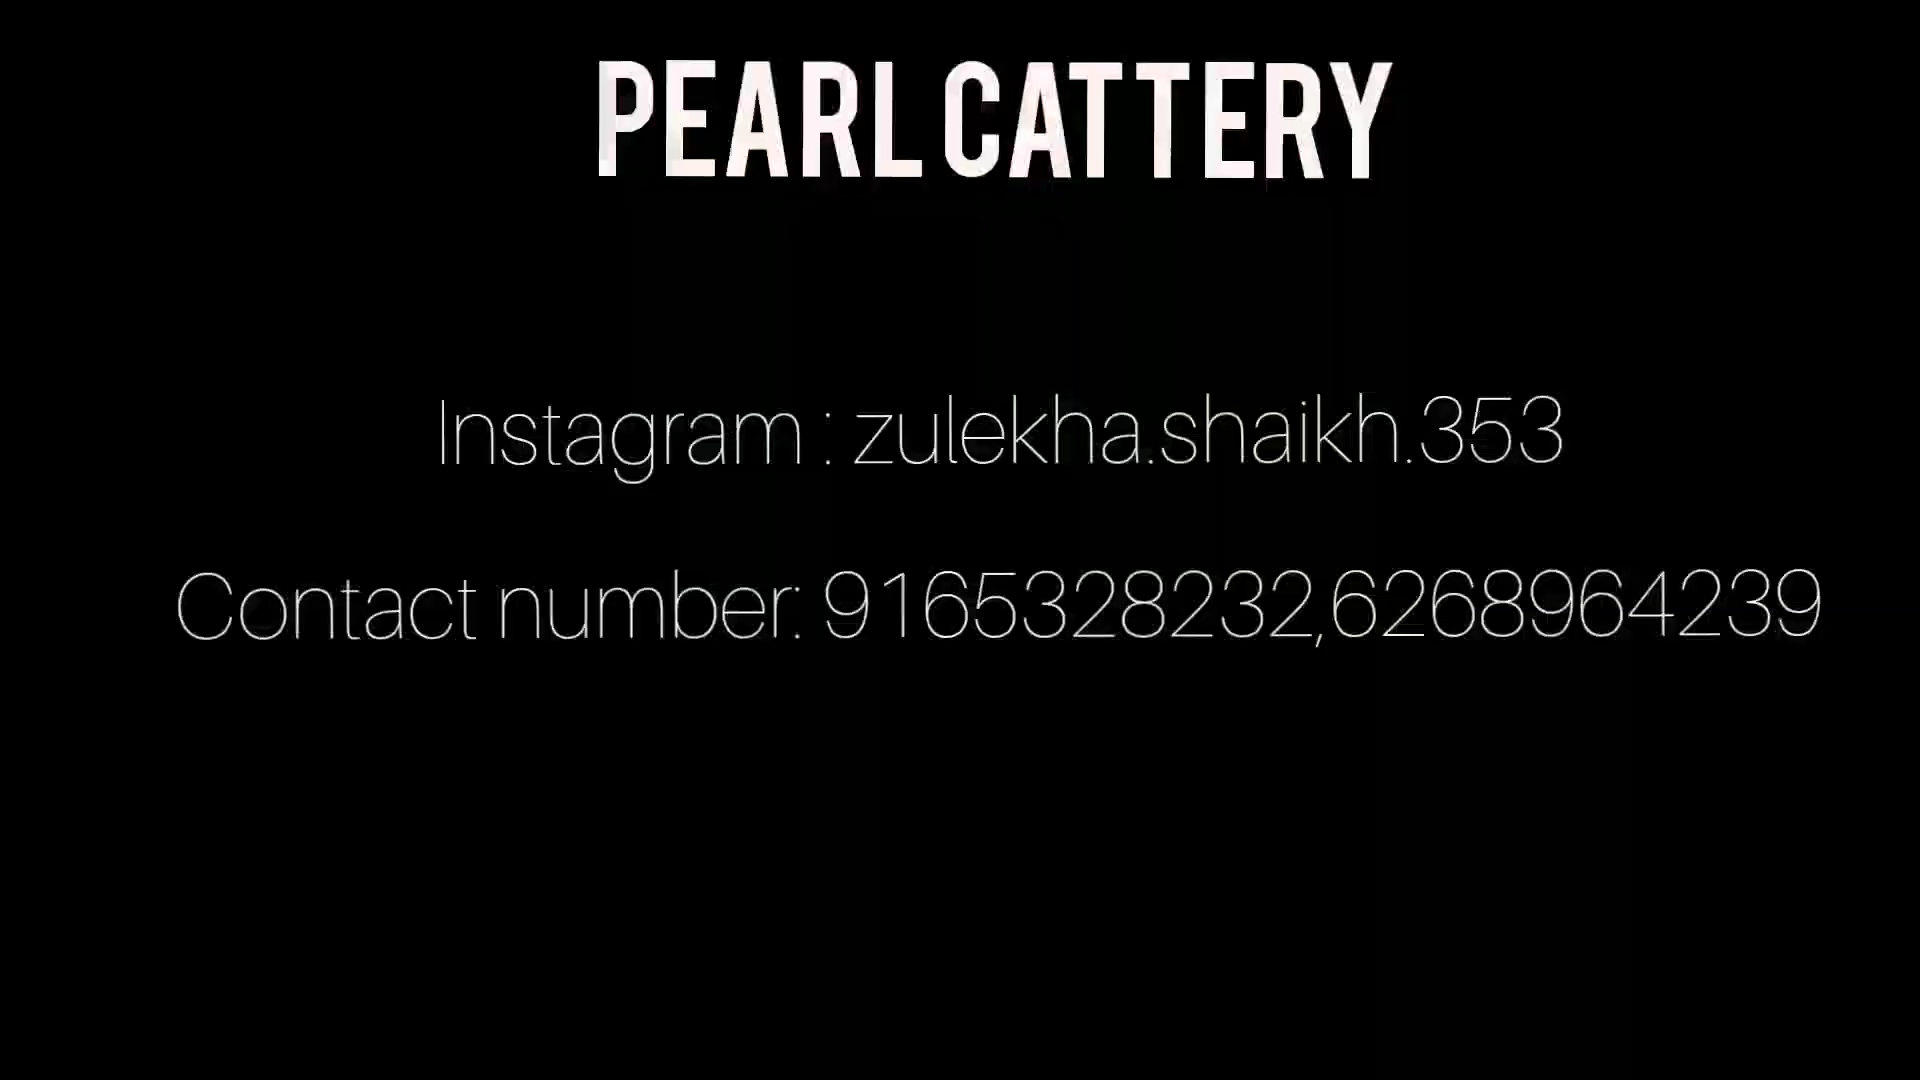 PEARL CATTERY
Instagram : zulekha.shaikh.353
Contact number: 9165328232,6268964239